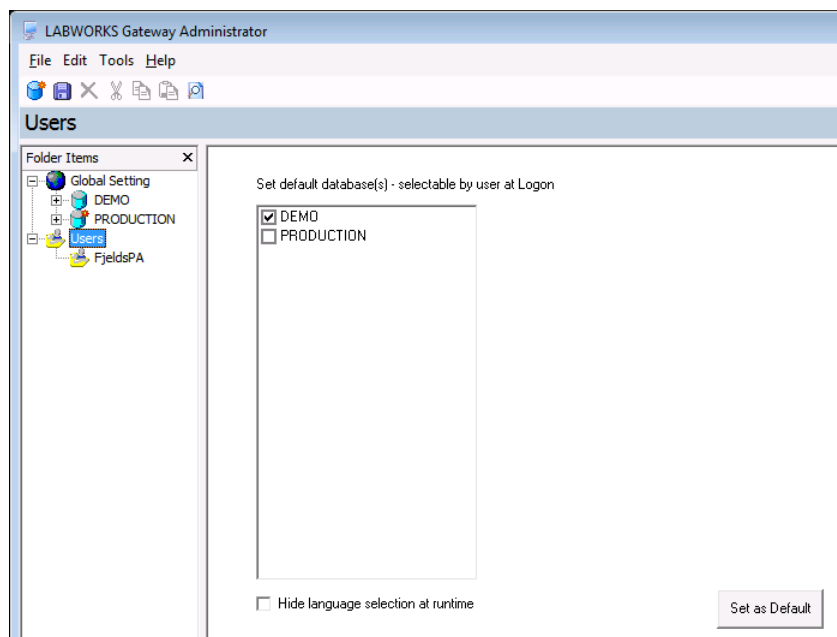 LABWORKS Gateway Administrator
File Edit Tools Help
Users
Folder Items
Global Setting
DEMO
PRODUCTION
Users
FjeldsPA
Set default database(s) - selectable by user at Logon
DEMO
PRODUCTION
Hide language selection at runtime
Set as Default